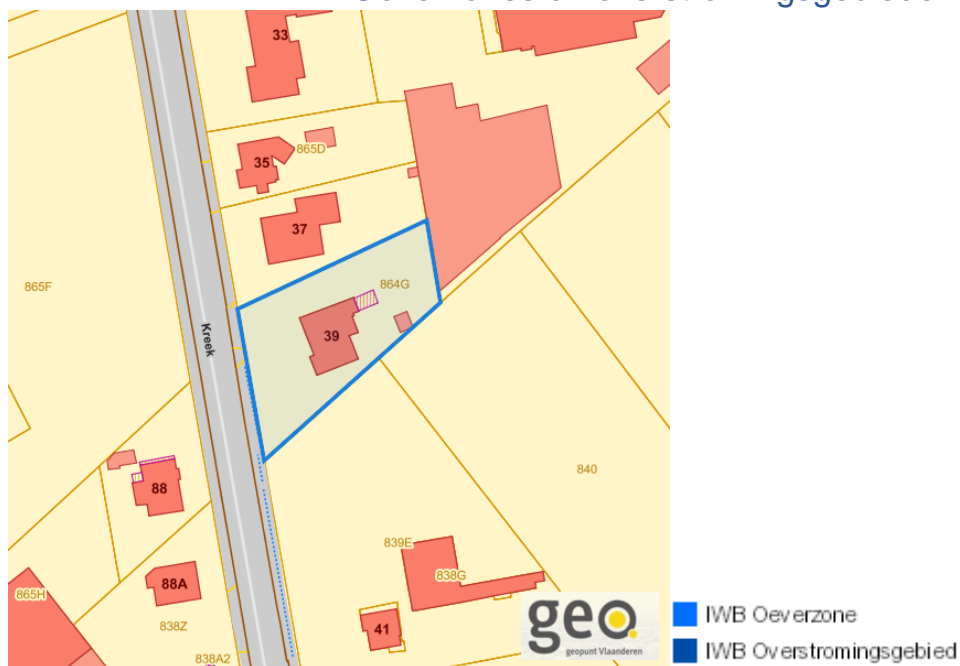 33
35
865D
37
865F
864G
39
Kreek
88
840
839E
838G
88A
865H
838Z
41
838A2
geo.
geopunt Vlaanderen
IWB Oeverzone
IWB Overstromingsgebied